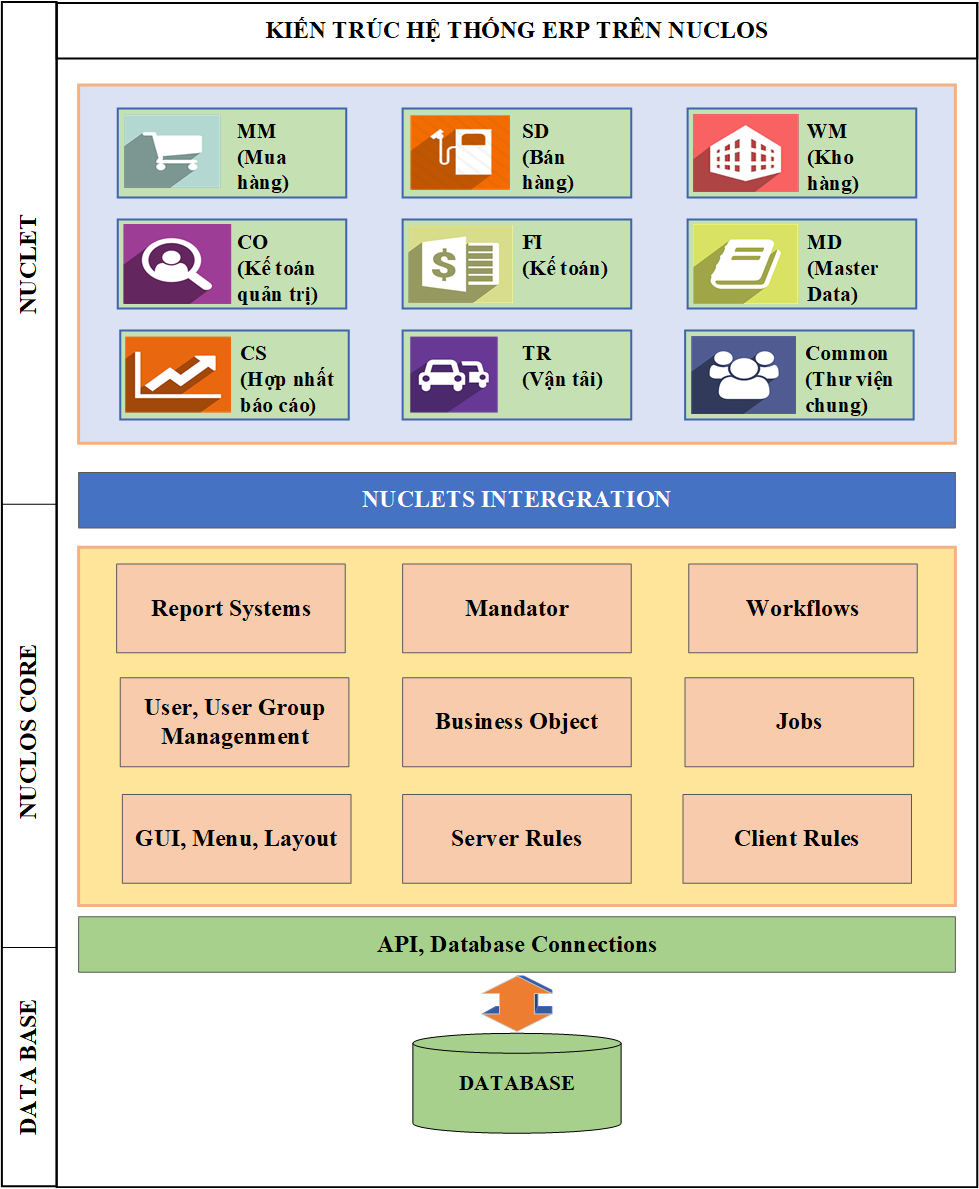 KIẾN TRÚC HỆ THỐNG ERP TRÊN NUCLOS
NUCLET
MM
(Mua
hàng)
SD
(Bán
hàng)
WM
(Kho
hàng)
CO
(Kế toán
quản trị)
FI
(Kế toán)
MD
(Master
Data)
CS
(Hợp nhất
báo cáo)
TR
(Vận tải)
Common
(Thư viện
chung)
NUCLETS INTERGRATION
NUCLOS CORE
Report Systems
Mandator
Workflows
User, User Group
Managenment
Business Object
Jobs
GUI, Menu, Layout
Server Rules
Client Rules
API, Database Connections
DATA BASE
DATABASE